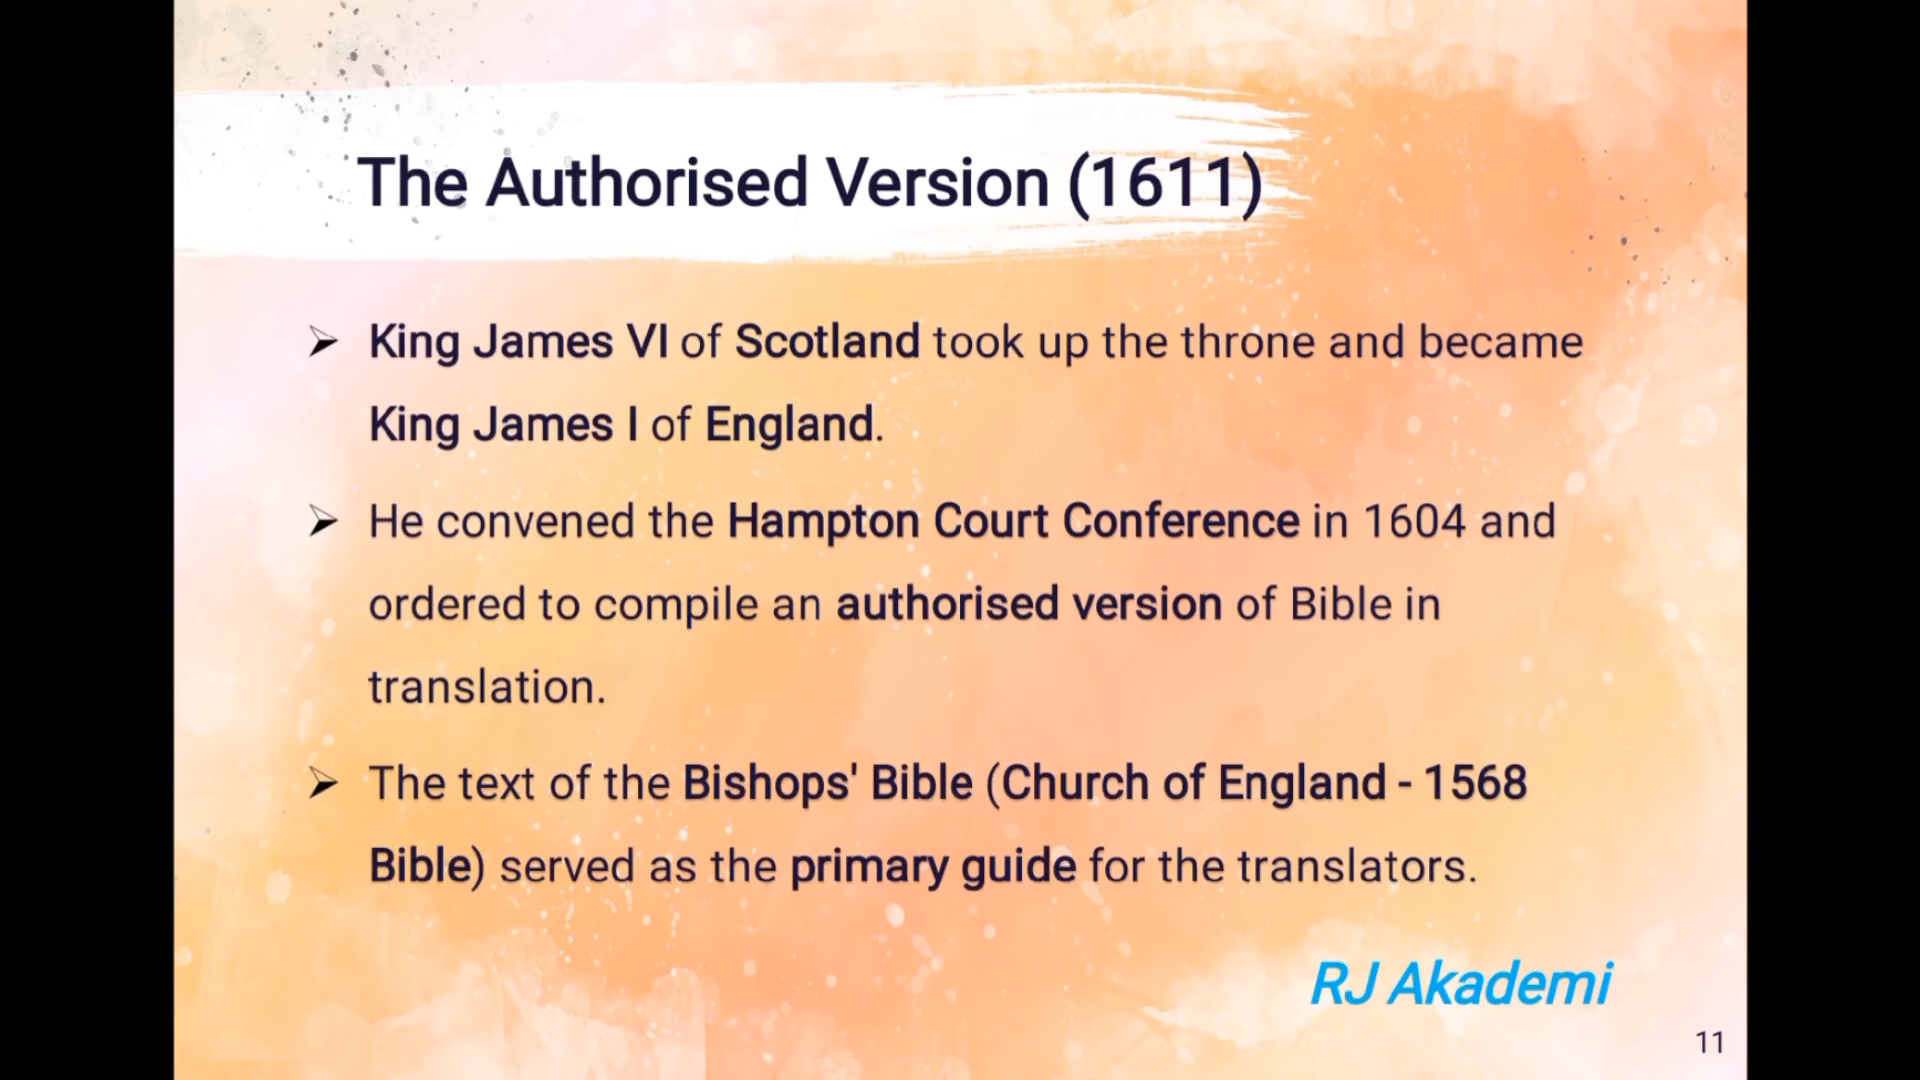 The Authorised Version (1611)
➢ King James VI of Scotland took up the throne and became
King James I of England.
➢ He convened the Hampton Court Conference in 1604 and
ordered to compile an authorised version of Bible in
translation.
➢ The text of the Bishops' Bible (Church of England - 1568
Bible) served as the primary guide for the translators.
RJ Akademi
11